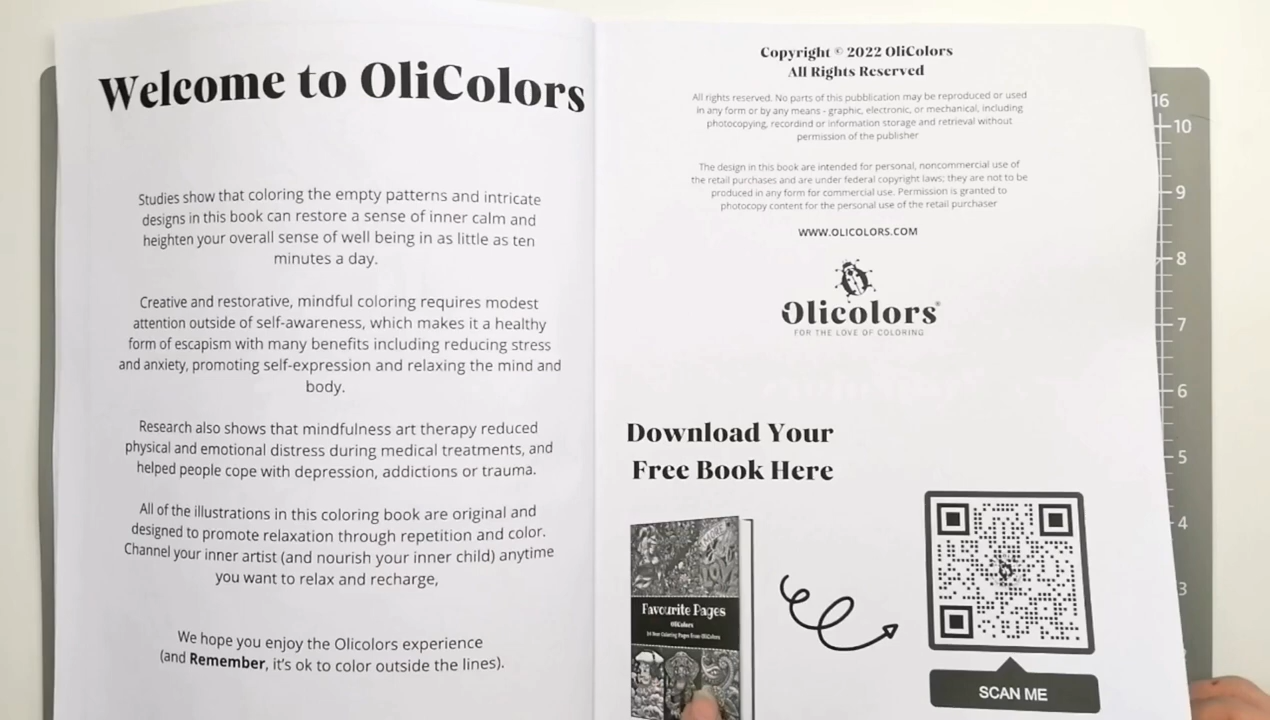 Welcome to OliColors
Studies show that coloring the empty patterns and intricate
designs in this book can restore a sense of inner calm and
heighten your overall sense of well being in as little as ten
minutes a day.
Creative and restorative, mindful coloring requires modest
attention outside of self-awareness, which makes it a healthy
form of escapism with many benefits including reducing stress
and anxiety, promoting self-expression and relaxing the mind and
body.
Research also shows that mindfulness art therapy reduced
physical and emotional distress during medical treatments, and
helped people cope with depression, addictions or trauma.
All of the illustrations in this coloring book are original and
designed to promote relaxation through repetition and color.
Channel your inner artist (and nourish your inner child) anytime
you want to relax and recharge,
We hope you enjoy the Olicolors experience
(and Remember, it's ok to color outside the lines).
Copyright © 2022 OliColors
All Rights Reserved
All rights reserved. No parts of this pubblication may be reproduced or used
in any form or by any means - graphic, electronic, or mechanical, including
photocopying, recordind or information storage and retrieval without
permission of the publisher
The design in this book are intended for personal, noncommercial use of
the retail purchases and are under federal copyright laws; they are not to be
produced in any form for commercial use. Permission is granted to
photocopy content for the personal use of the retail purchaser
WWW.OLICOLORS.COM
Olicolors®
FOR THE LOVE OF COLORING
Download Your
Free Book Here
Favourite Pages
OliColors
SCAN ME
16
10
9
8
7
6
5
4
3